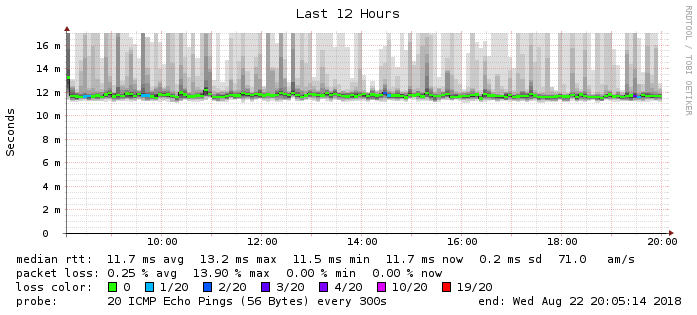 Last 12 Hours
RRDTOOL / TOBI OETIKER
Seconds
16 m
14 m
12 m
10 m
8 m
6 m
4 m
2 m
0
10:00 12:00 14:00 16:00 18:00 20:00
median rtt: 11.7 ms avg 13.2 ms max 11.5 ms min 11.7 ms now 0.2 ms sd 71.0 am/s
packet loss: 0.25 % avg 13.90 % max 0.00 % min 0.00 % now
loss color: 0 1/20 2/20 3/20 4/20 10/20 19/20
probe: 20 ICMP Echo Pings (56 Bytes) every 300s end: Wed Aug 22 20:05:14 2018